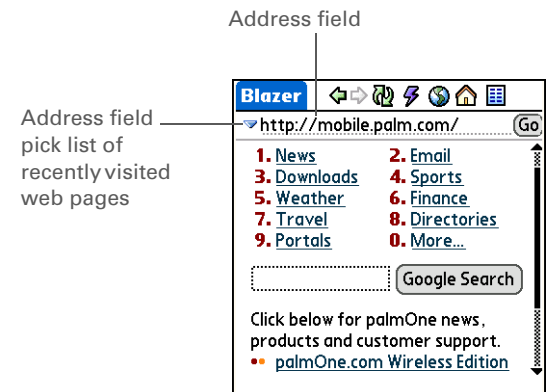 Address field
Address field
pick list of
recently visited
web pages
Blazer
http://mobile.palm.com/ Go
1. News 2. Email
3. Downloads 4. Sports
5. Weather 6. Finance
7. Travel 8. Directories
9. Portals 0. More...
Google Search
Click below for palmOne news,
products and customer support.
palmOne.com Wireless Edition